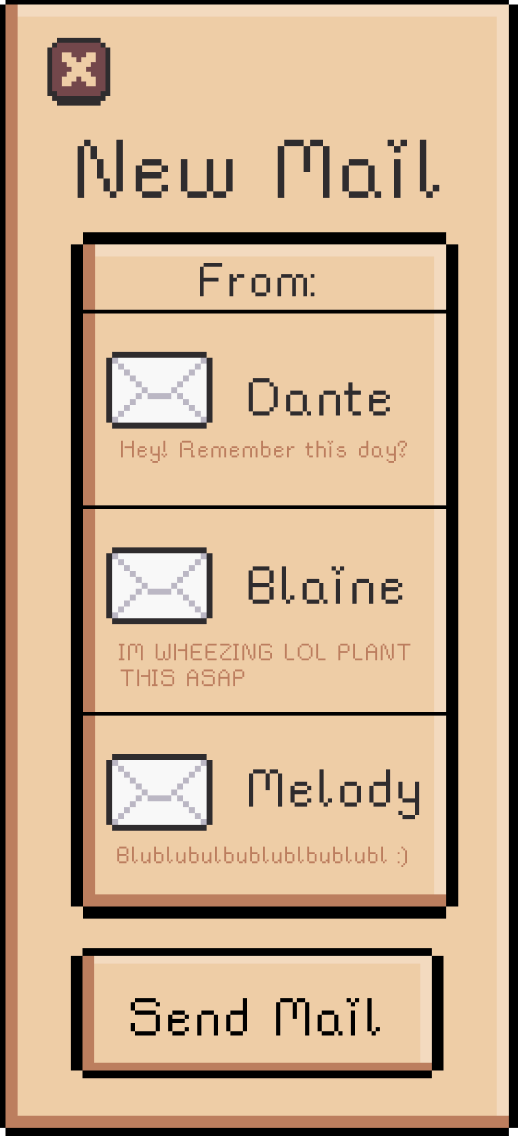 New Mail
From:
Dante
Hey! Remember this day?
Blaine
IM WHEEZING LOL PLANT
THIS ASAP
Melody
Blublubulbublublbublubl :)
Send Mail